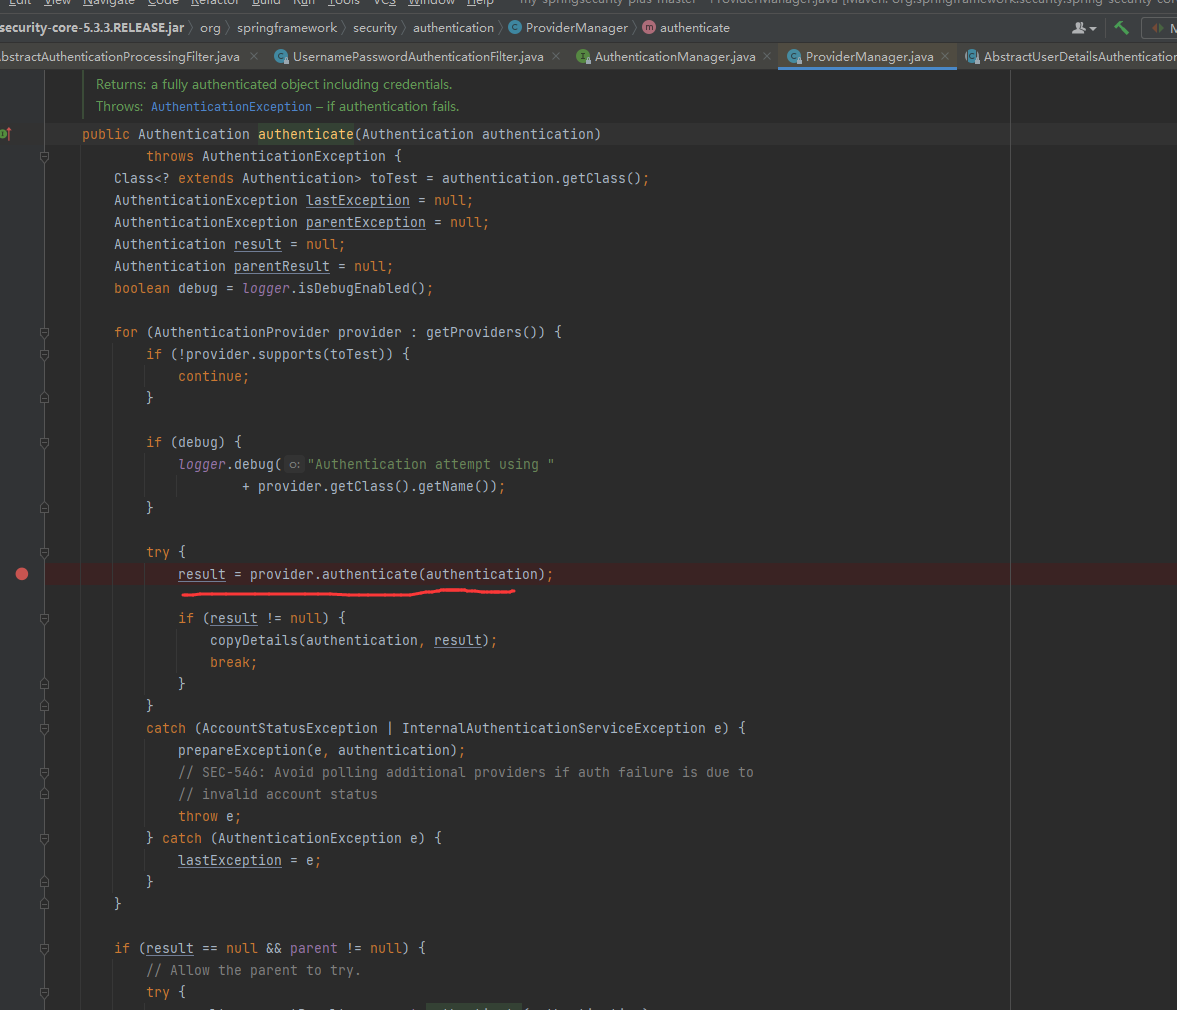 Edit View Navigate Code Refactor Build Run Tools VCS Window Help my-springsecurity-plus-master - ProviderManager.java [Maven: org.springframework.security:spring-security-cor
security-core-5.3.3.RELEASE.jar org springframework security authentication ProviderManager authenticate
bstractAuthenticationProcessingFilter.java UsernamePasswordAuthenticationFilter.java AuthenticationManager.java ProviderManager.java AbstractUserDetailsAuthentication
Returns: a fully authenticated object including credentials.
Throws: AuthenticationException – if authentication fails.
public Authentication authenticate(Authentication authentication)
throws AuthenticationException {
Class<? extends Authentication> toTest = authentication.getClass();
AuthenticationException lastException = null;
AuthenticationException parentException = null;
Authentication result = null;
Authentication parentResult = null;
boolean debug = logger.isDebugEnabled();
for (AuthenticationProvider provider : getProviders()) {
if (!provider.supports(toTest)) {
continue;
}
if (debug) {
logger.debug( o: "Authentication attempt using "
+ provider.getClass().getName());
}
try {
result = provider.authenticate(authentication);
if (result != null) {
copyDetails(authentication, result);
break;
}
}
catch (AccountStatusException | InternalAuthenticationServiceException e) {
prepareException(e, authentication);
// SEC-546: Avoid polling additional providers if auth failure is due to
// invalid account status
throw e;
} catch (AuthenticationException e) {
lastException = e;
}
}
if (result == null && parent != null) {
// Allow the parent to try.
try {